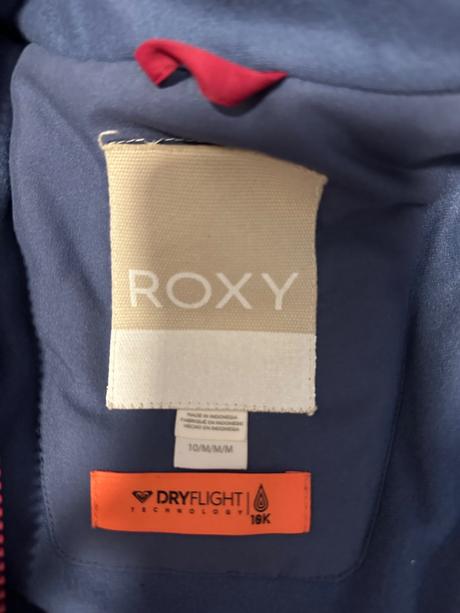 ROXY
MADE IN INDONESIA
FABRIQUÉ EN INDONÉSIE
HECHO EN INDONESIA
10/M/M/M
DRYFLIGHT
TECHNOLOGY
10K